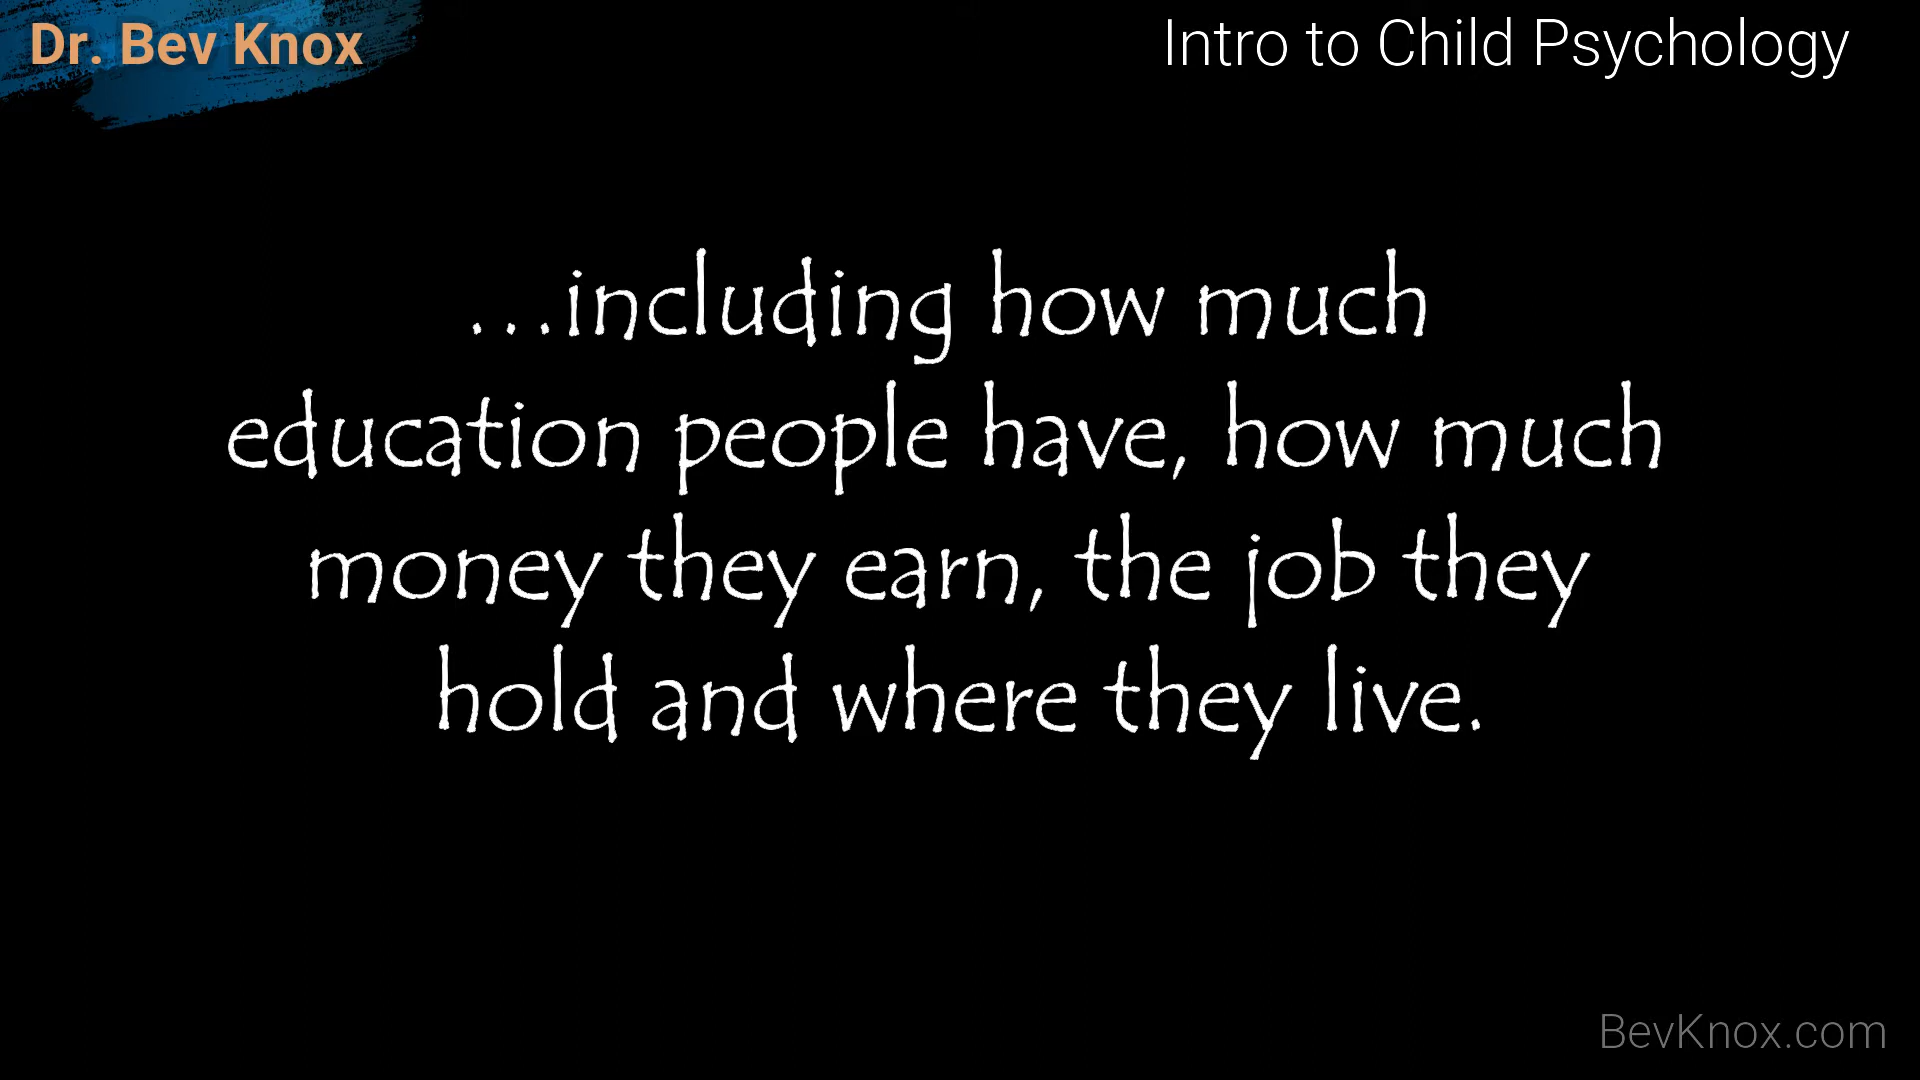 Dr. Bev Knox
Intro to Child Psychology
...including how much
education people have, how much
money they earn, the job they
hold and where they live.
BevKnox.com